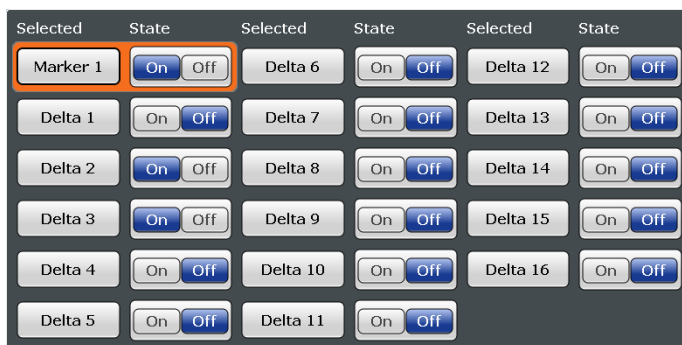 Selected State Selected State Selected State
Marker 1 On Off Delta 6 On Off Delta 12 On Off
Delta 1 On Off Delta 7 On Off Delta 13 On Off
Delta 2 On Off Delta 8 On Off Delta 14 On Off
Delta 3 On Off Delta 9 On Off Delta 15 On Off
Delta 4 On Off Delta 10 On Off Delta 16 On Off
Delta 5 On Off Delta 11 On Off